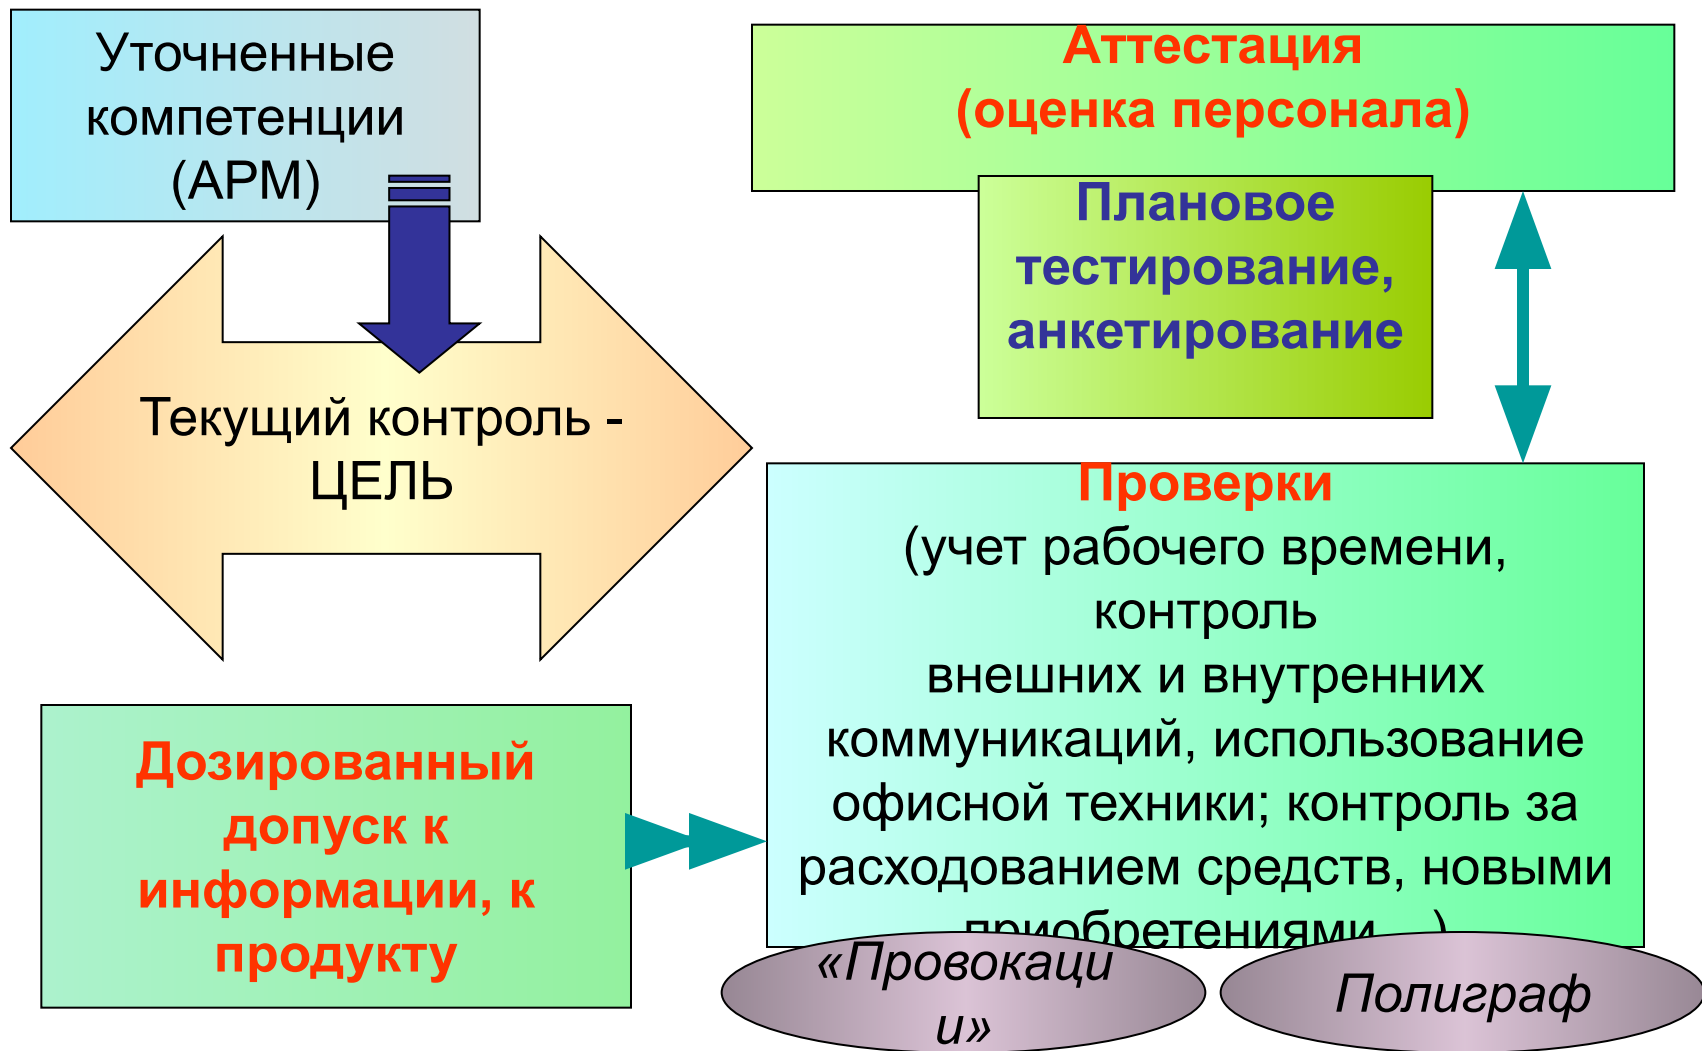 Уточненные
компетенции
(АРМ)
Аттестация
(оценка персонала)
Плановое
тестирование,
анкетирование
Текущий контроль -
ЦЕЛЬ
Проверки
(учет рабочего времени,
контроль
внешних и внутренних
коммуникаций, использование
офисной техники; контроль за
расходованием средств, новыми
приобретениями...)
Дозированный
допуск к
информации, к
продукту
«Провокаци
и»
Полиграф